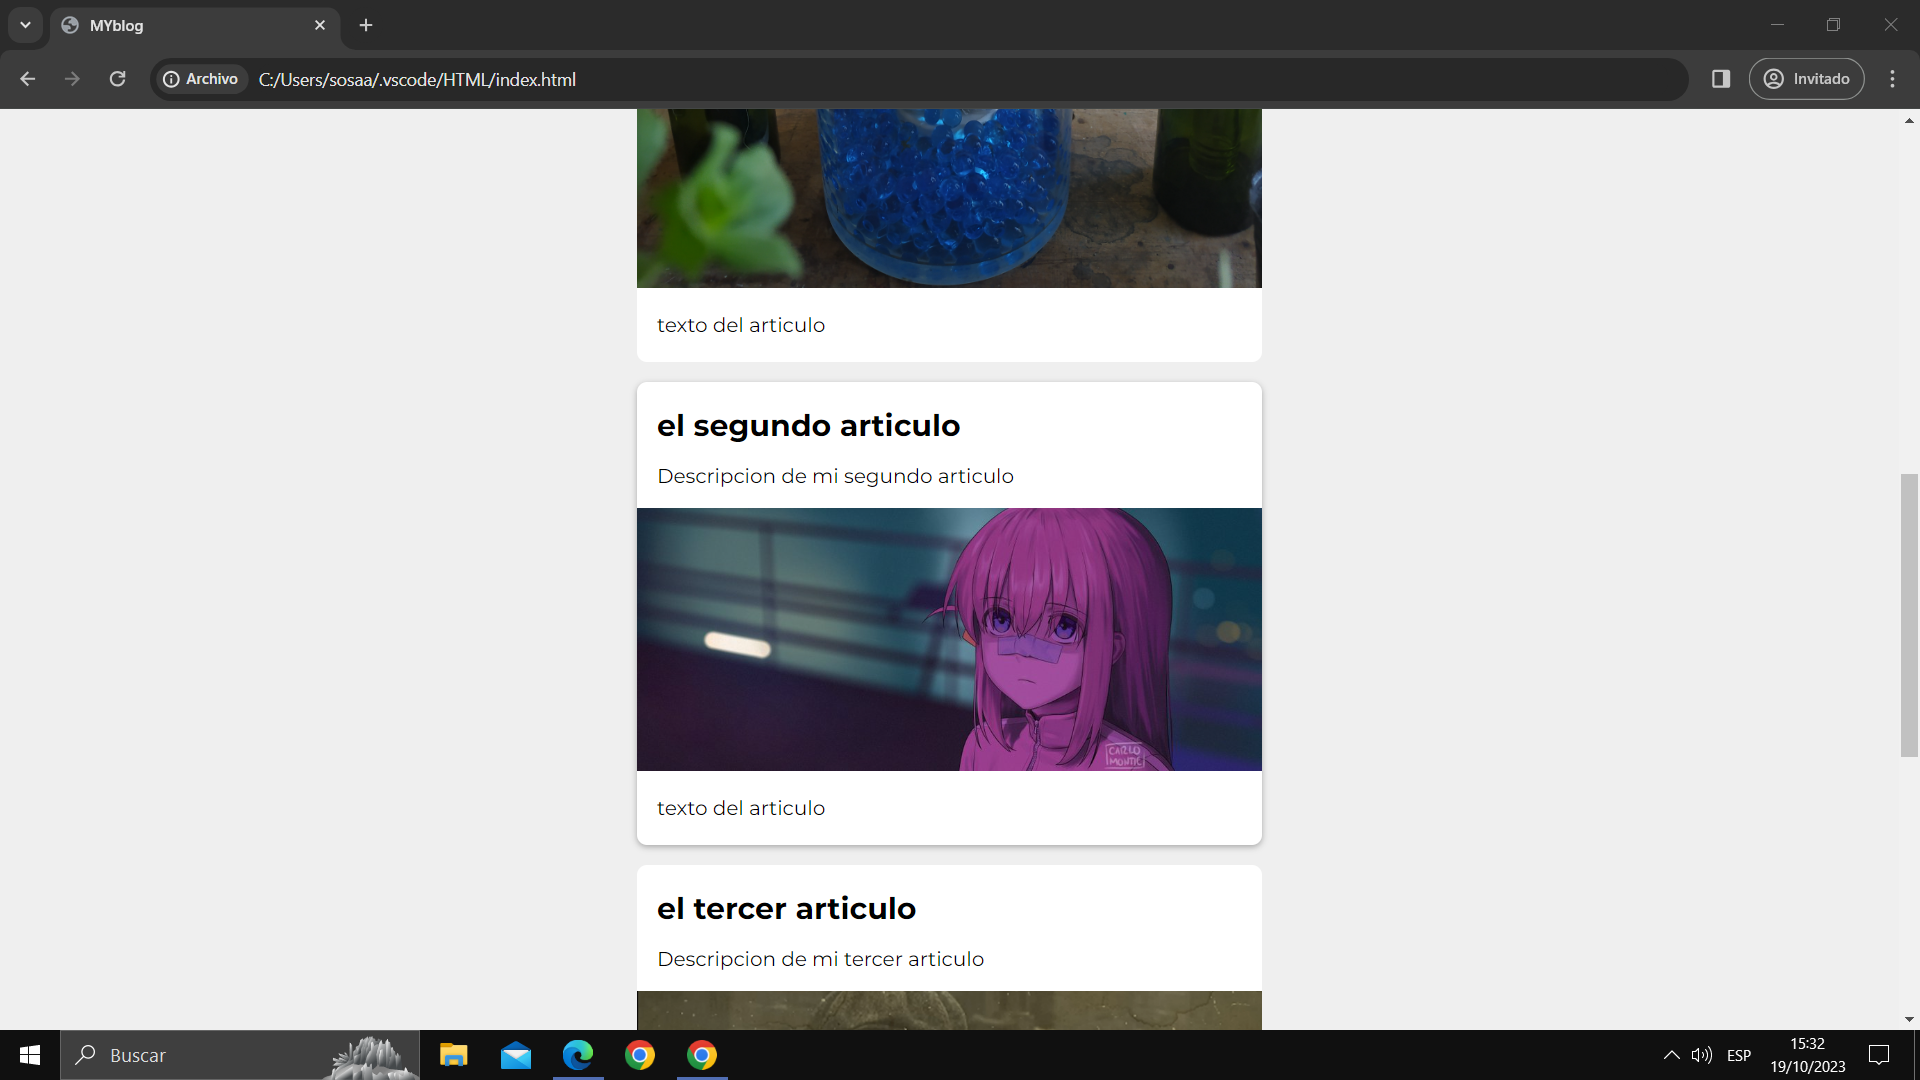 MYblog
Archivo
C:/Users/sosaa/.vscode/HTML/index.html
Invitado
texto del articulo
el segundo articulo
Descripcion de mi segundo articulo
CARLO
MONTIE
texto del articulo
el tercer articulo
Descripcion de mi tercer articulo
Buscar
ESP
15:32
19/10/2023